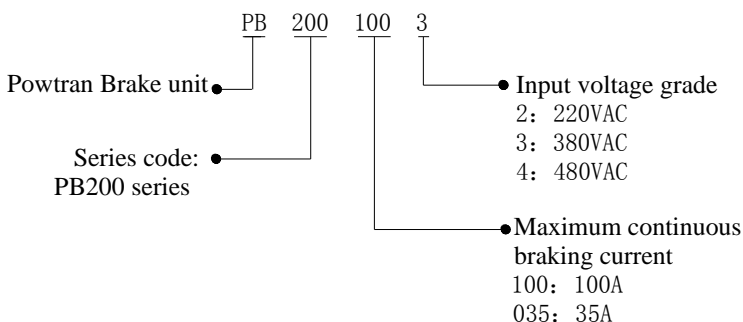 PB 200 100 3
Powtran Brake unit
Series code:
PB200 series
Input voltage grade
2: 220VAC
3: 380VAC
4: 480VAC
Maximum continuous
braking current
100: 100A
035: 35A